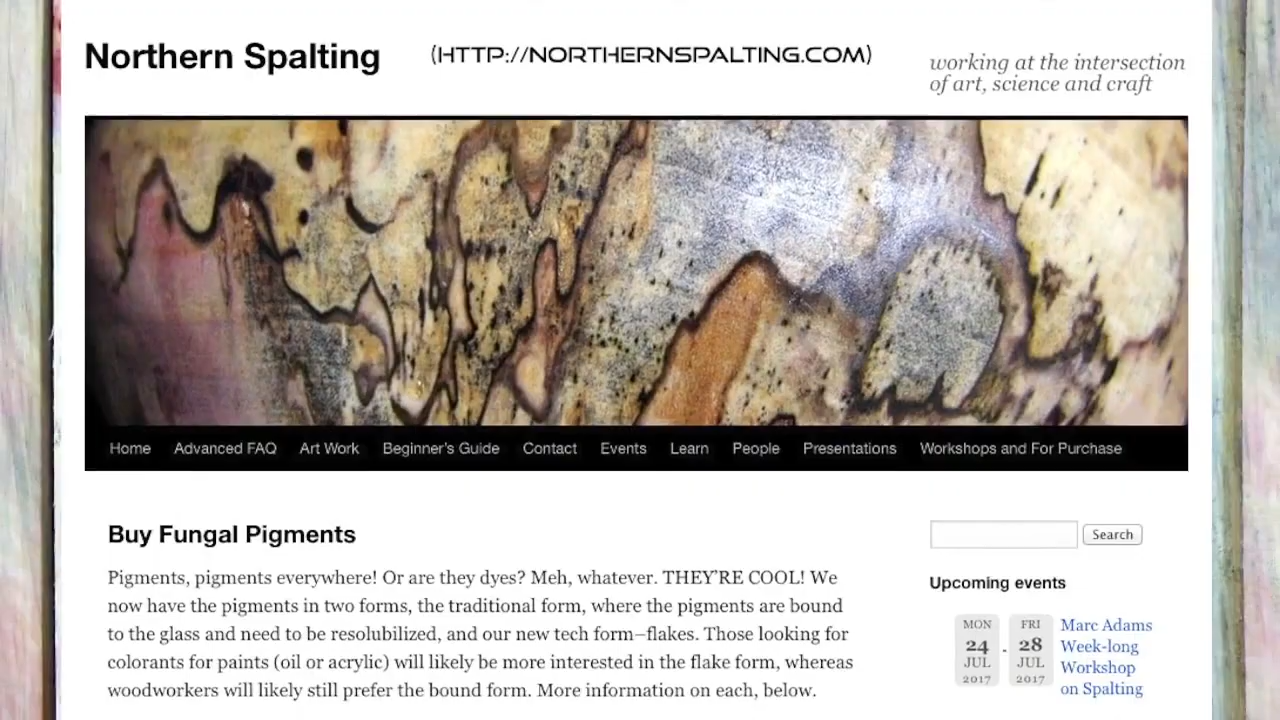 Northern Spalting
(HTTP://NORTHERNSPALTING.COM)
working at the intersection
of art, science and craft
Home Advanced FAQ Art Work Beginner's Guide Contact Events Learn People Presentations Workshops and For Purchase
Buy Fungal Pigments
Pigments, pigments everywhere! Or are they dyes? Meh, whatever. THEY'RE COOL! We
now have the pigments in two forms, the traditional form, where the pigments are bound
to the glass and need to be resolubilized, and our new tech form–flakes. Those looking for
colorants for paints (oil or acrylic) will likely be more interested in the flake form, whereas
woodworkers will likely still prefer the bound form. More information on each, below.
Search
Upcoming events
MON FRI
24 - 28
JUL JUL
2017 2017
Marc Adams
Week-long
Workshop
on Spalting